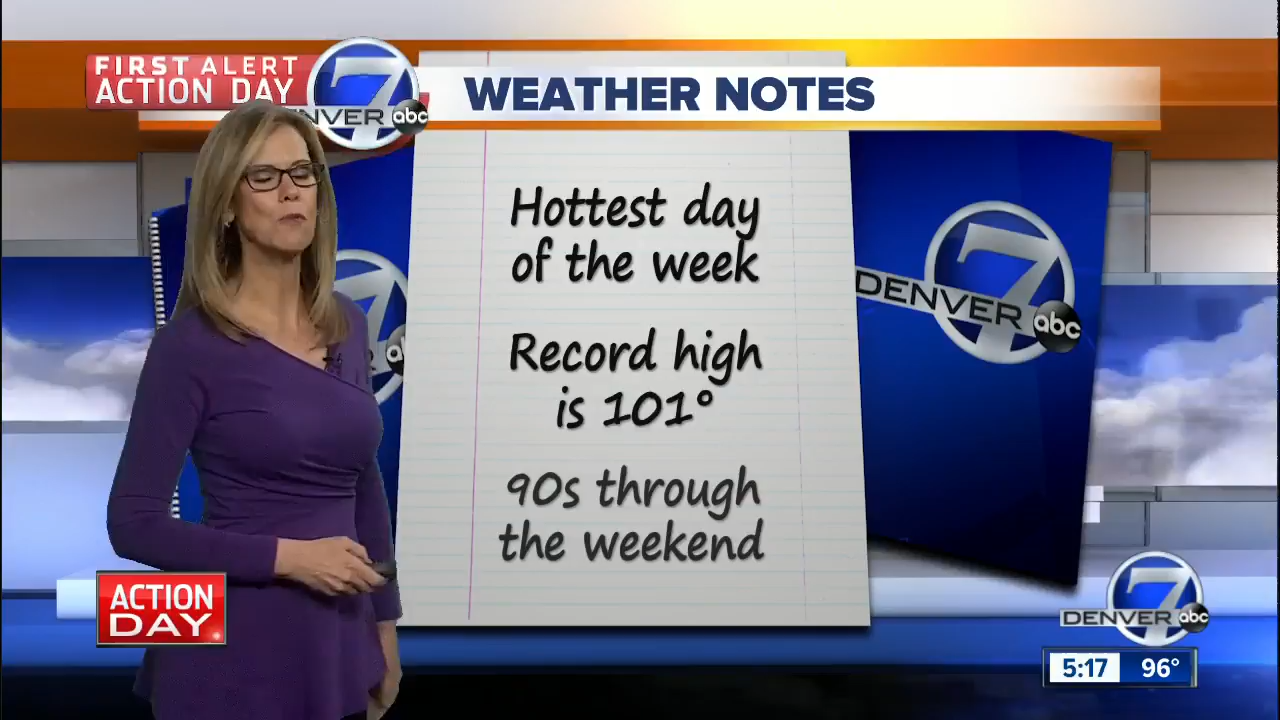 FIRST ALERT
ACTION DAY
7
DENVER abc
WEATHER NOTES
Hottest day
of the week
Record high
is 101°
90s through
the weekend
7
DENVER abc
ACTION
DAY
7
DENVER abc
5:17 96°